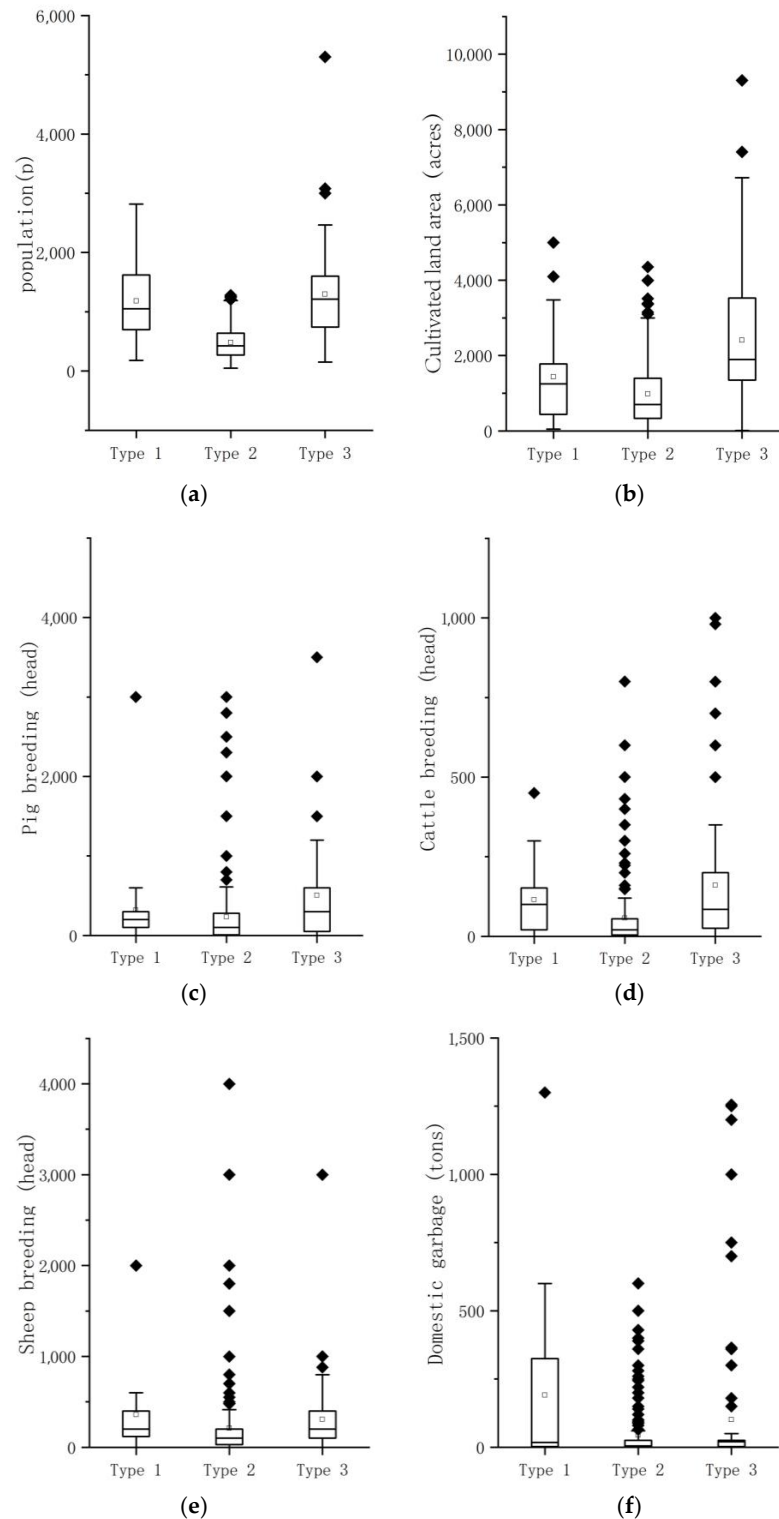 6,000
4,000
2,000
0
population(p)
Type 1 Type 2 Type 3
(a)
10,000
8,000
6,000
4,000
2,000
0
Cultivated land area (acres)
Type 1 Type 2 Type 3
(b)
4,000
2,000
0
Pig breeding (head)
Type 1 Type 2 Type 3
(c)
1,000
500
0
Cattle breeding (head)
Type 1 Type 2 Type 3
(d)
4,000
3,000
2,000
1,000
0
Sheep breeding (head)
Type 1 Type 2 Type 3
(e)
1,500
1,000
500
0
Domestic garbage (tons)
Type 1 Type 2 Type 3
(f)